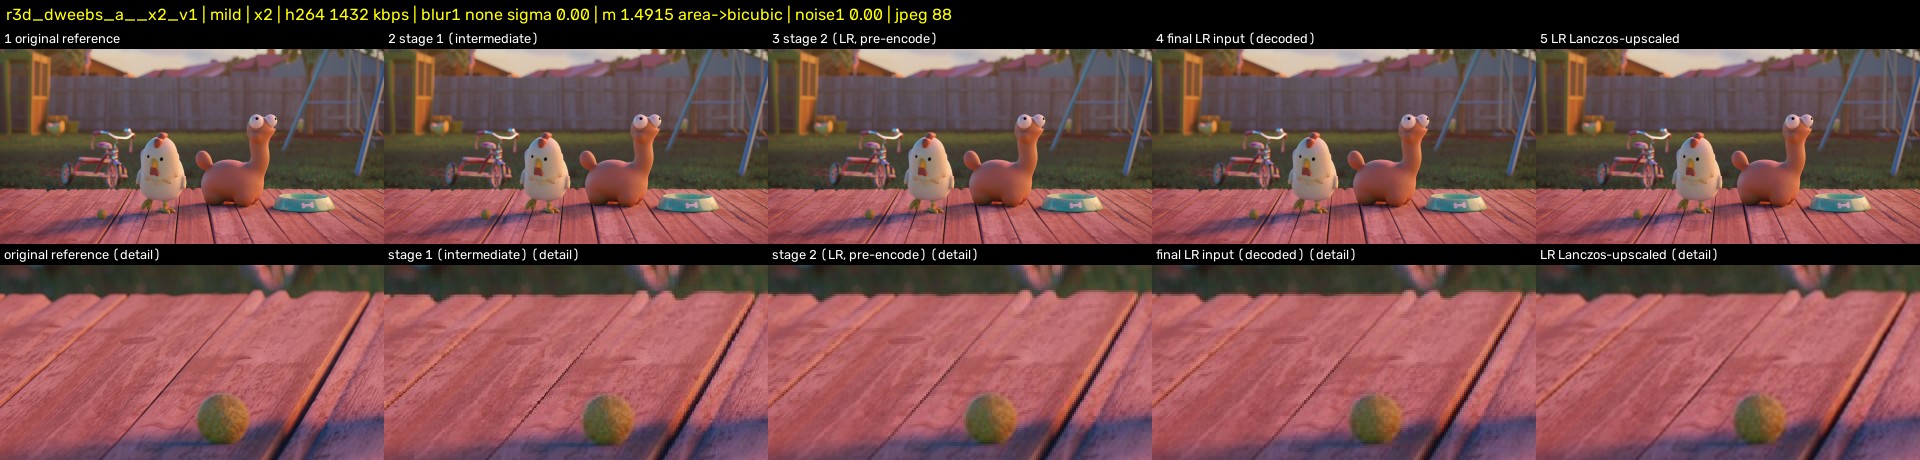 r3d_dweebs_a__x2_v1 | mild | x2 | h264 1432 kbps | blur1 none sigma 0.00 | m 1.4915 area->bicubic | noise1 0.00 | jpeg 88
1 original reference
2 stage 1 (intermediate)
3 stage 2 (LR, pre-encode)
4 final LR input (decoded)
5 LR Lanczos-upscaled
original reference (detail)
stage 1 (intermediate) (detail)
stage 2 (LR, pre-encode) (detail)
final LR input (decoded) (detail)
LR Lanczos-upscaled (detail)